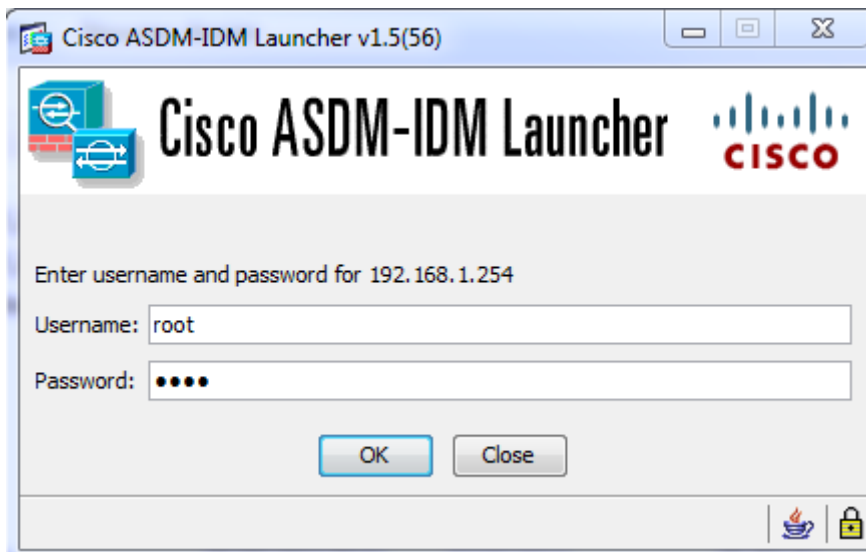 Cisco ASDM-IDM Launcher v1.5(56)
Cisco ASDM-IDM Launcher
CISCO
Enter username and password for 192.168.1.254
Username: root
Password: ••••
OK Close